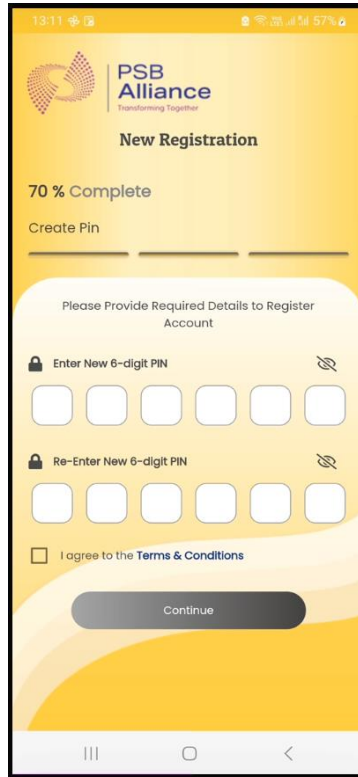 13:11 57%
PSB
Alliance
Transforming Together
New Registration
70 % Complete
Create Pin
Please Provide Required Details to Register
Account
Enter New 6-digit PIN
Re-Enter New 6-digit PIN
I agree to the Terms & Conditions
Continue